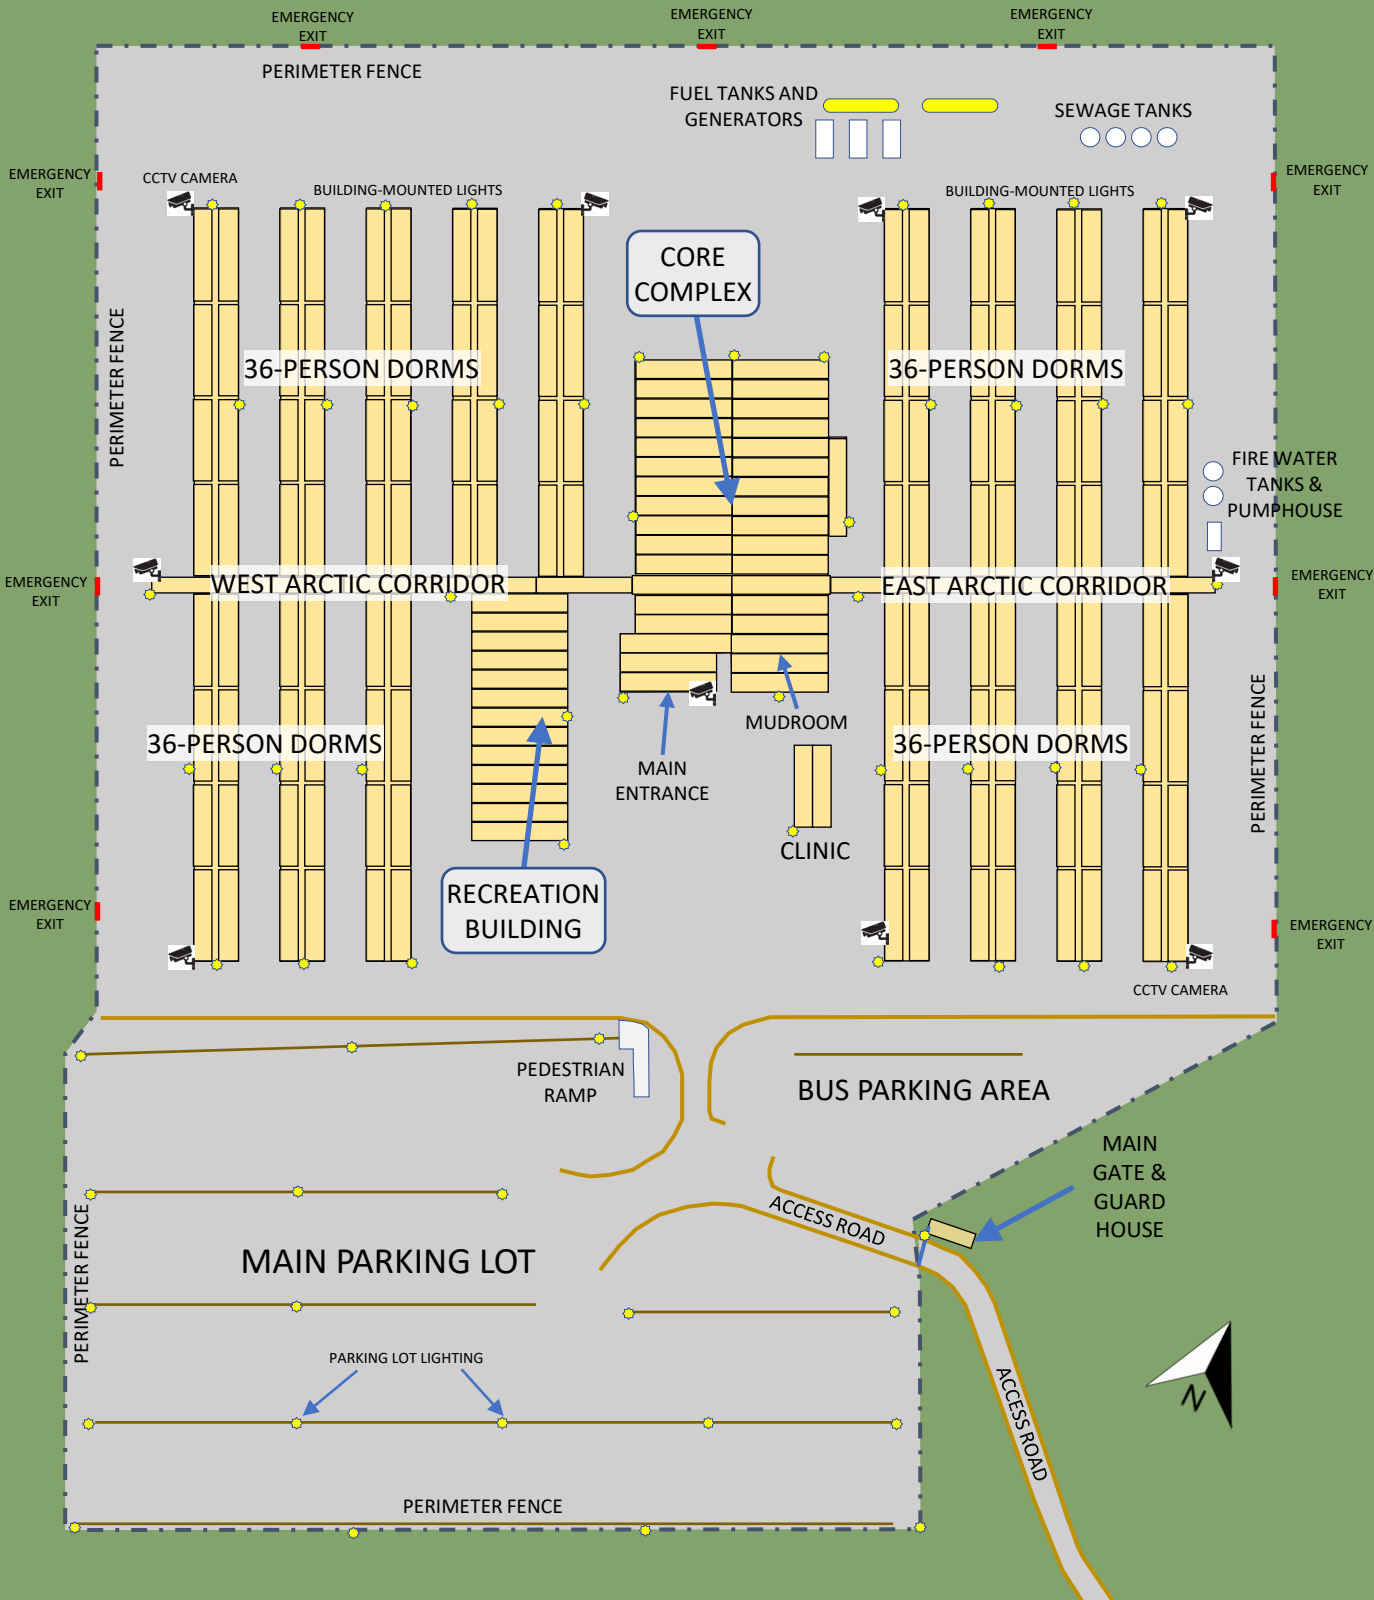 EMERGENCY
EXIT
EMERGENCY
EXIT
EMERGENCY
EXIT
PERIMETER FENCE
FUEL TANKS AND
GENERATORS
SEWAGE TANKS
EMERGENCY
EXIT
CCTV CAMERA
BUILDING-MOUNTED LIGHTS
BUILDING-MOUNTED LIGHTS
EMERGENCY
EXIT
CORE
COMPLEX
PERIMETER FENCE
36-PERSON DORMS
36-PERSON DORMS
FIRE WATER
TANKS &
PUMPHOUSE
EMERGENCY
EXIT
WEST ARCTIC CORRIDOR
EAST ARCTIC CORRIDOR
EMERGENCY
EXIT
36-PERSON DORMS
MUDROOM
36-PERSON DORMS
PERIMETER FENCE
MAIN
ENTRANCE
CLINIC
EMERGENCY
EXIT
RECREATION
BUILDING
EMERGENCY
EXIT
CCTV CAMERA
PEDESTRIAN
RAMP
BUS PARKING AREA
MAIN
GATE &
GUARD
HOUSE
ACCESS ROAD
PERIMETER FENCE
MAIN PARKING LOT
PARKING LOT LIGHTING
ACCESS ROAD
N
PERIMETER FENCE